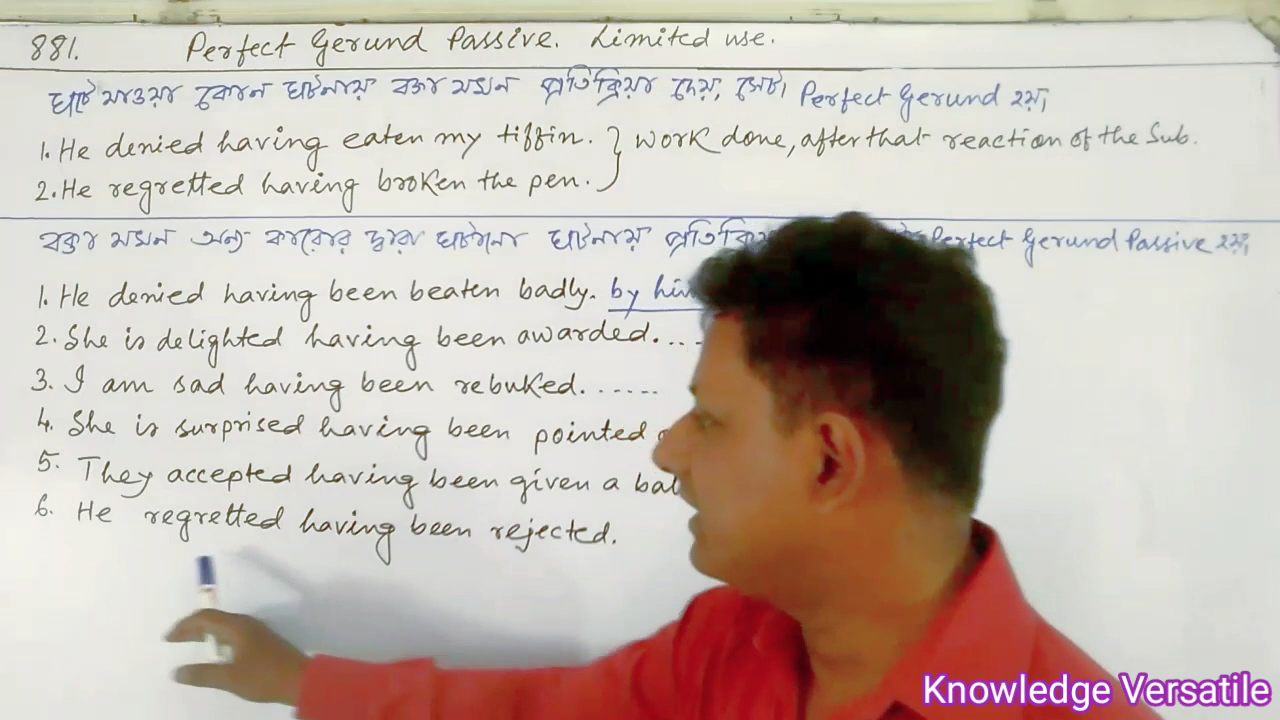 881. Perfect Gerund Passive. Limited use.
ঘটে যাওয়া কোন ঘটনায় বক্তা যখন প্রতিক্রিয়া দেয়, সেটা Perfect Gerund হয়,
1. He denied having eaten my tiffin. } work done, after that reaction of the Sub.
2. He regretted having broken the pen.
বক্তা যখন অন্য কারোর দ্বারা ঘটানো ঘটনায় Perfect Gerund Passive হয়,
1. He denied having been beaten badly. by
2. She is delighted having been awarded. ...
3. I am sad having been rebuked. ......
4. She is surprised having been pointed
5. They accepted having been given a
6. He regretted having been rejected.
Knowledge Versatile